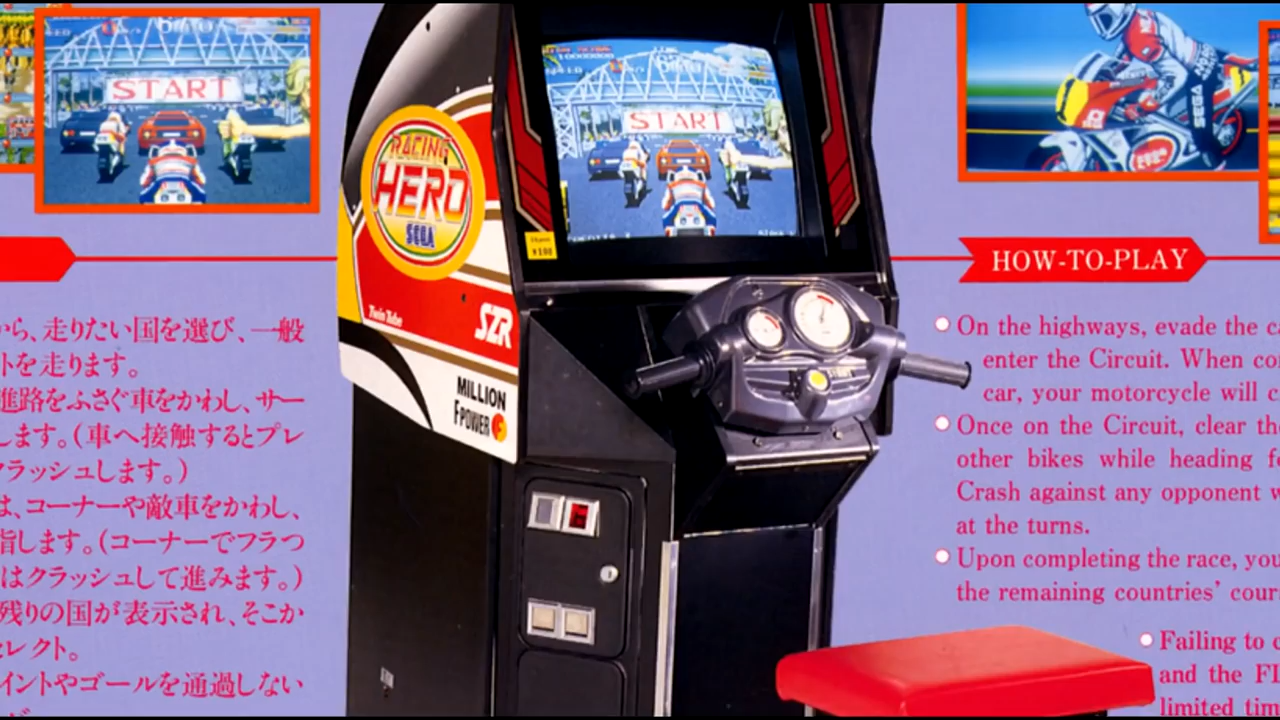 START
RACING
HERO
SEGA
START
Twin Tube
SZR
MILLION
FPOWER
SEGA
HOW-TO-PLAY
から、走りたい国を選び、一般
トを走ります。
進路をふさぐ車をかわし、サー
します。(車へ接触するとプレ
クラッシュします。)
は、コーナーや敵車をかわし、
指します。(コーナーでフラつ
はクラッシュして進みます。)
残りの国が表示され、そこか
セレクト。
イントやゴールを通過しない
On the highways, evade the
enter the Circuit. When
car, your motorcycle will
Once on the Circuit, clear
other bikes while heading
Crash against any opponent
at the turns.
Upon completing the race, you
the remaining countries'
Failing to
and the
limited